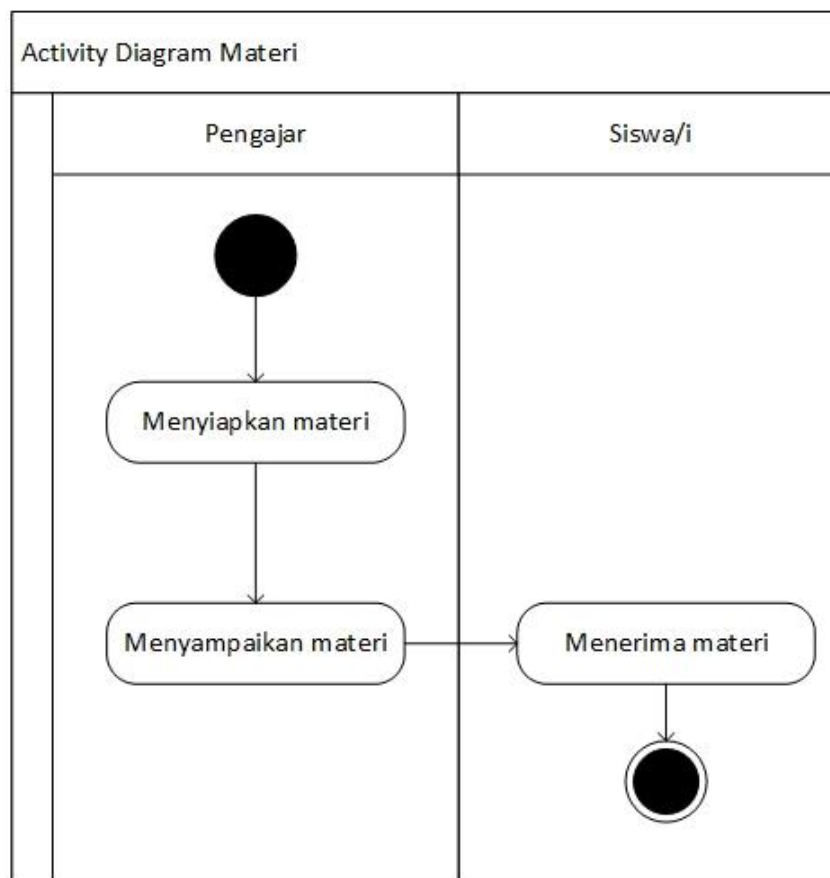 Activity Diagram Materi
Pengajar
Siswa/i
Menyiapkan materi
Menyampaikan materi
Menerima materi